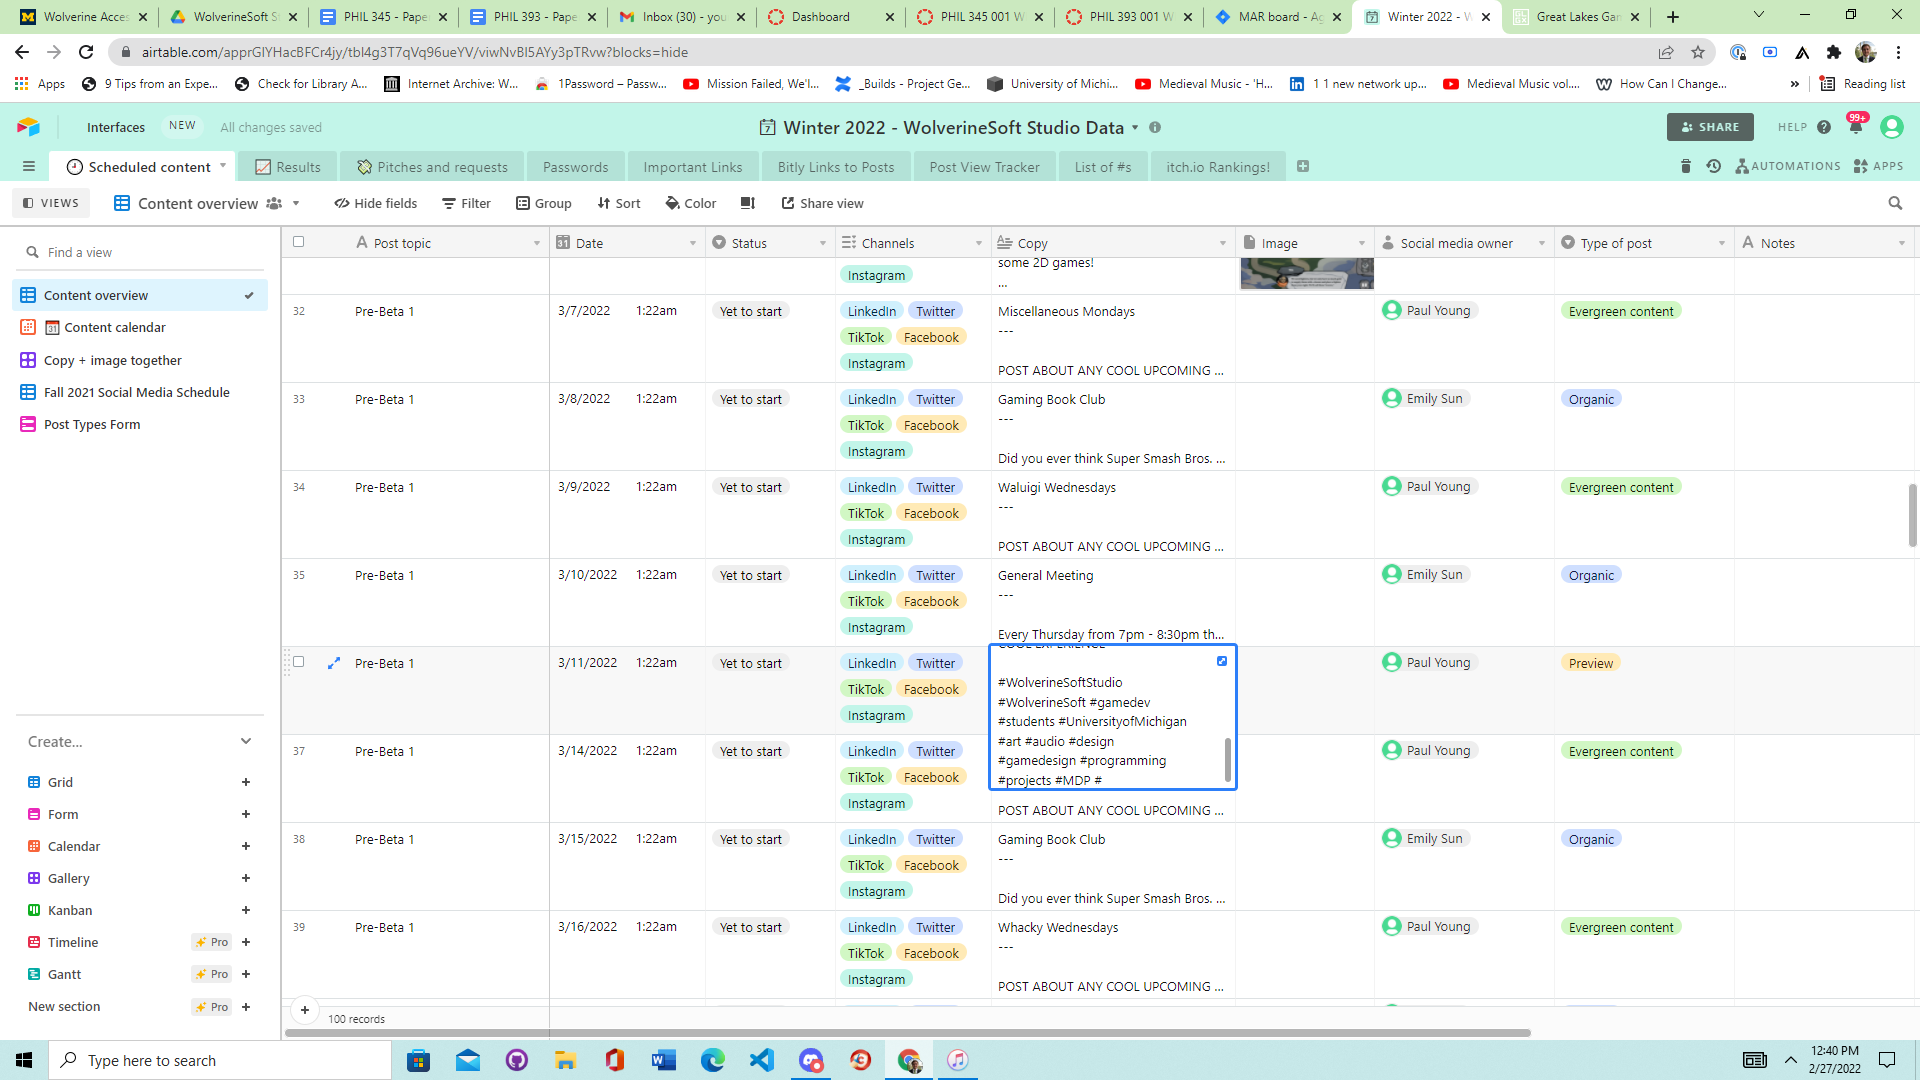 Wolverine Acces
WolverineSoft S
PHIL 345 - Pape
PHIL 393 - Pape
Inbox (30) - you
Dashboard
PHIL 345 001 W
PHIL 393 001 W
MAR board - Ag
Winter 2022 - W
Great Lakes Gan
airtable.com/apprGlYHacBFCr4jy/tbl4g3T7qVq96ueYV/viwNvBI5AYy3pTRvw?blocks=hide
Apps
9 Tips from an Expe...
Check for Library A...
Internet Archive: W...
1Password – Passw...
Mission Failed, We'l...
_Builds - Project Ge...
University of Michi...
Medieval Music - 'H...
1 1 new network up...
Medieval Music vol....
How Can I Change...
»
Reading list
Interfaces NEW All changes saved
Winter 2022 - WolverineSoft Studio Data
SHARE HELP 99+
Scheduled content Results Pitches and requests Passwords Important Links Bitly Links to Posts Post View Tracker List of #s itch.io Rankings!
AUTOMATIONS APPS
VIEWS Content overview Hide fields Filter Group Sort Color Share view
Find a view
Content overview
Content calendar
Copy + image together
Fall 2021 Social Media Schedule
Post Types Form
Create...
Grid +
Form +
Calendar +
Gallery +
Kanban +
Timeline Pro +
Gantt Pro +
New section Pro +
Post topic Date Status Channels Copy Image Social media owner Type of post Notes
Instagram some 2D games!
...
32 Pre-Beta 1 3/7/2022 1:22am Yet to start LinkedIn Twitter Miscellaneous Mondays Paul Young Evergreen content
TikTok Facebook ---
Instagram POST ABOUT ANY COOL UPCOMING ...
33 Pre-Beta 1 3/8/2022 1:22am Yet to start LinkedIn Twitter Gaming Book Club Emily Sun Organic
TikTok Facebook ---
Instagram Did you ever think Super Smash Bros. ...
34 Pre-Beta 1 3/9/2022 1:22am Yet to start LinkedIn Twitter Waluigi Wednesdays Paul Young Evergreen content
TikTok Facebook ---
Instagram POST ABOUT ANY COOL UPCOMING ...
35 Pre-Beta 1 3/10/2022 1:22am Yet to start LinkedIn Twitter General Meeting Emily Sun Organic
TikTok Facebook ---
Instagram Every Thursday from 7pm - 8:30pm th...
COOL EXPERIENCE
Pre-Beta 1 3/11/2022 1:22am Yet to start LinkedIn Twitter Paul Young Preview
TikTok Facebook
Instagram
#WolverineSoftStudio
#WolverineSoft #gamedev
#students #UniversityofMichigan
#art #audio #design
#gamedesign #programming
#projects #MDP #
37 Pre-Beta 1 3/14/2022 1:22am Yet to start LinkedIn Twitter Paul Young Evergreen content
TikTok Facebook
Instagram POST ABOUT ANY COOL UPCOMING ...
38 Pre-Beta 1 3/15/2022 1:22am Yet to start LinkedIn Twitter Gaming Book Club Emily Sun Organic
TikTok Facebook ---
Instagram Did you ever think Super Smash Bros. ...
39 Pre-Beta 1 3/16/2022 1:22am Yet to start LinkedIn Twitter Whacky Wednesdays Paul Young Evergreen content
TikTok Facebook ---
Instagram POST ABOUT ANY COOL UPCOMING ...
+ 100 records
Type here to search
12:40 PM
2/27/2022